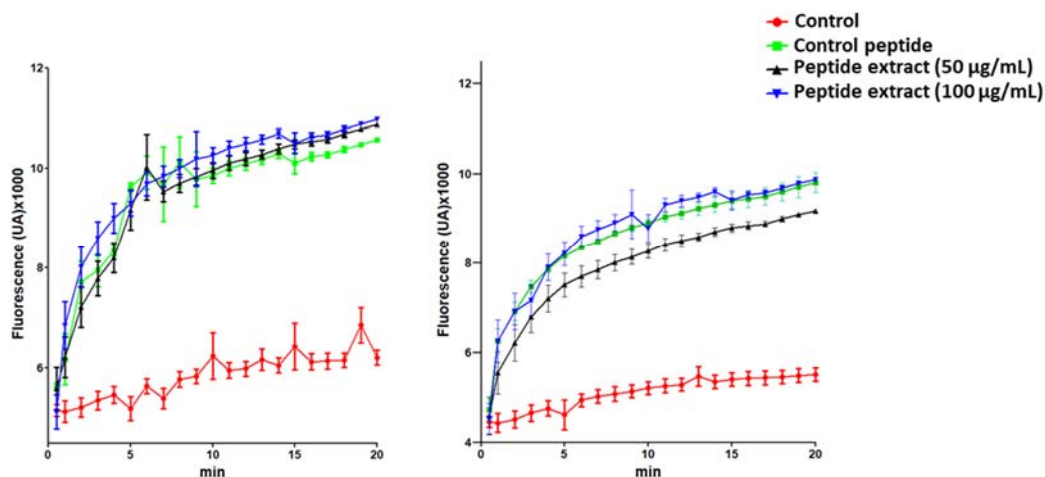 Control
Control peptide
Peptide extract (50 µg/mL)
Peptide extract (100 µg/mL)
Fluorescence (UA)x1000
12
10
8
6
0
5
10
15
20
min
Fluorescence (UA)x1000
12
10
8
6
4
0
5
10
15
20
min